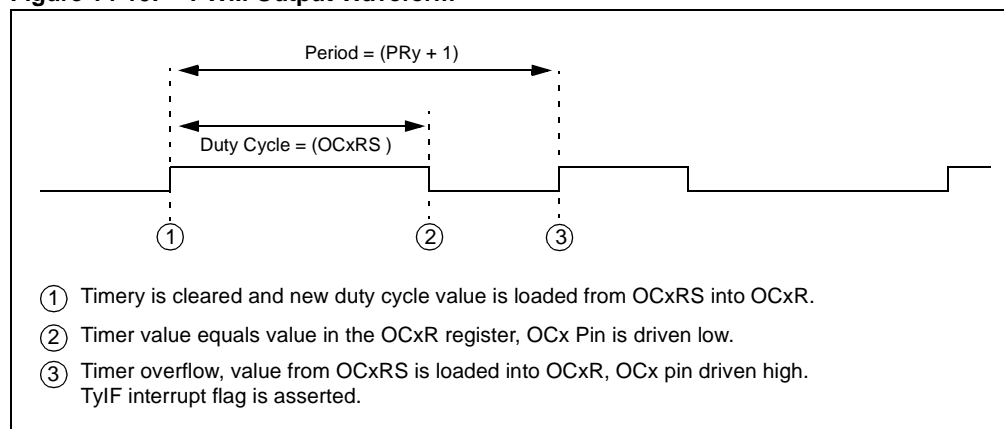 Period = (PRy + 1)
Duty Cycle = (OCxRS )
1 2 3
1 Timery is cleared and new duty cycle value is loaded from OCxRS into OCxR.
2 Timer value equals value in the OCxR register, OCx Pin is driven low.
3 Timer overflow, value from OCxRS is loaded into OCxR, OCx pin driven high.
TyIF interrupt flag is asserted.